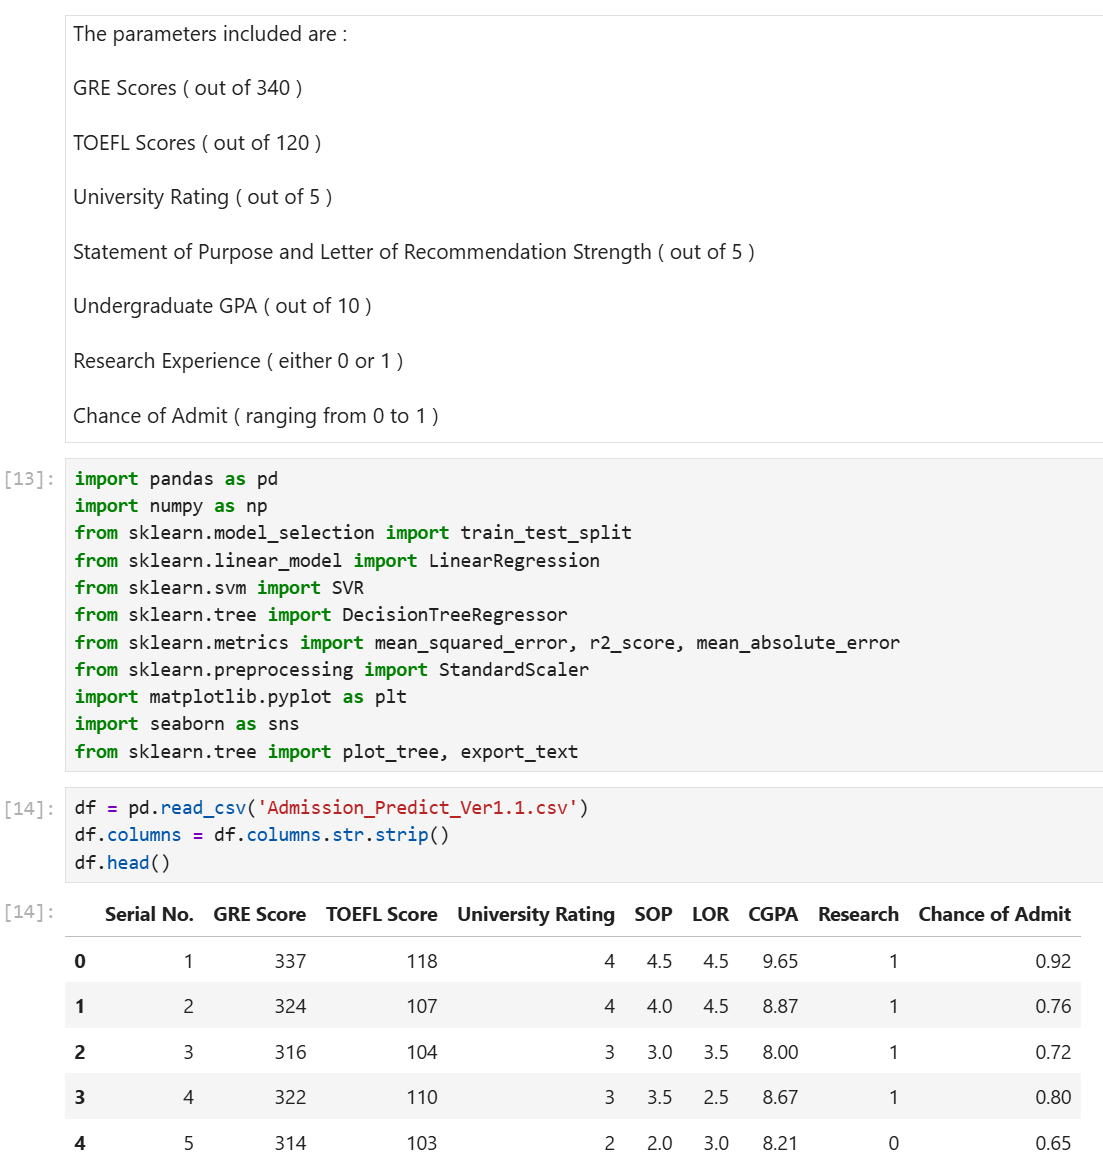 The parameters included are :
GRE Scores ( out of 340 )
TOEFL Scores ( out of 120 )
University Rating ( out of 5 )
Statement of Purpose and Letter of Recommendation Strength ( out of 5 )
Undergraduate GPA ( out of 10 )
Research Experience ( either 0 or 1 )
Chance of Admit ( ranging from 0 to 1 )
[13]: import pandas as pd
import numpy as np
from sklearn.model_selection import train_test_split
from sklearn.linear_model import LinearRegression
from sklearn.svm import SVR
from sklearn.tree import DecisionTreeRegressor
from sklearn.metrics import mean_squared_error, r2_score, mean_absolute_error
from sklearn.preprocessing import StandardScaler
import matplotlib.pyplot as plt
import seaborn as sns
from sklearn.tree import plot_tree, export_text
[14]: df = pd.read_csv('Admission_Predict_Ver1.1.csv')
df.columns = df.columns.str.strip()
df.head()
[14]: Serial No. GRE Score TOEFL Score University Rating SOP LOR CGPA Research Chance of Admit
0 1 337 118 4 4.5 4.5 9.65 1 0.92
1 2 324 107 4 4.0 4.5 8.87 1 0.76
2 3 316 104 3 3.0 3.5 8.00 1 0.72
3 4 322 110 3 3.5 2.5 8.67 1 0.80
4 5 314 103 2 2.0 3.0 8.21 0 0.65